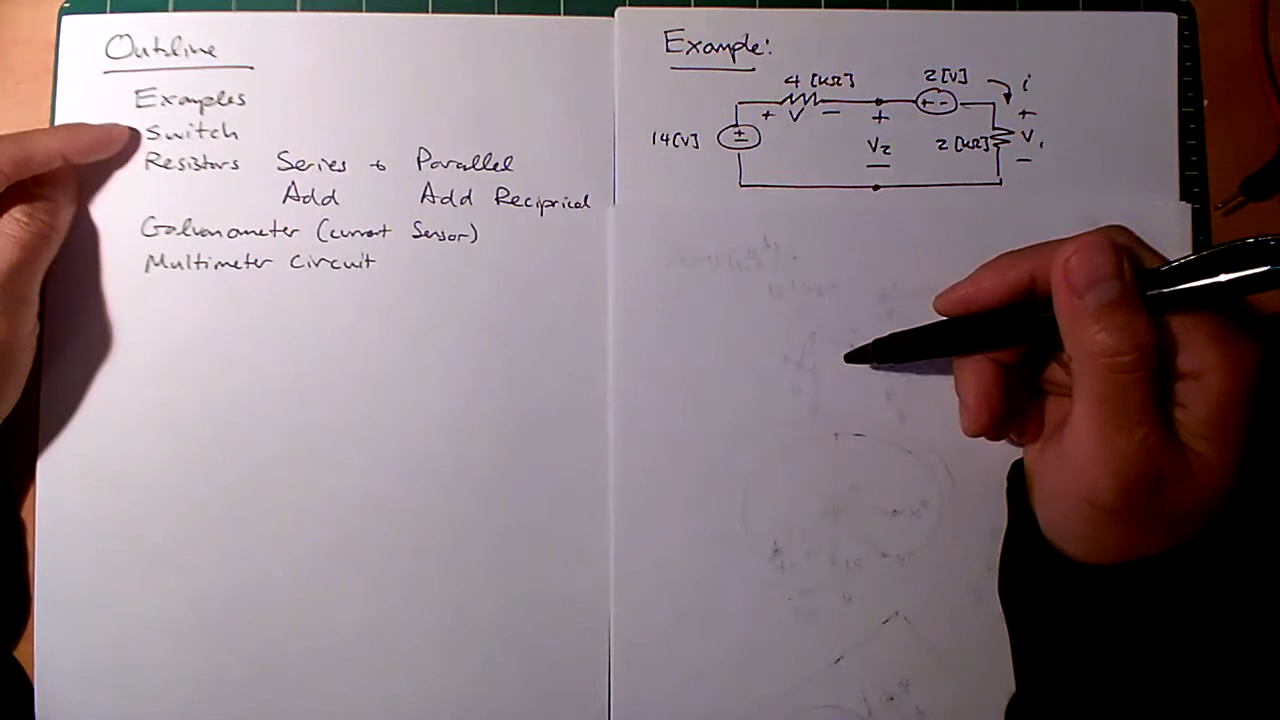 Outline
Examples
Switch
Resistors Series + Parallel
Add Add Reciprical
Galvanometer (current Sensor)
Multimeter Circuit
Example:
4 [kΩ] 2[V] i
+ V - + + - +
14[V] + - V2 2[kΩ] V1
- -